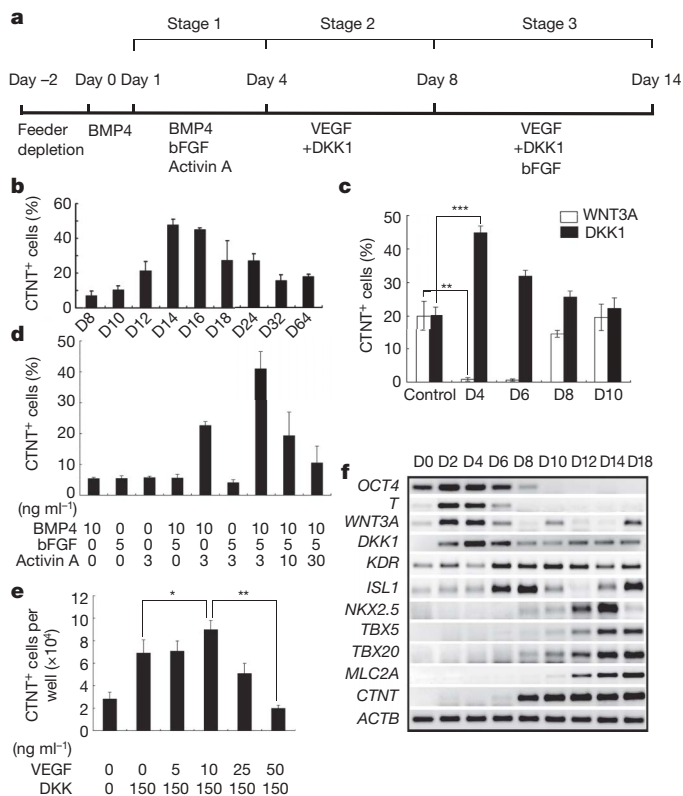 a
Stage 1 Stage 2 Stage 3
Day –2 Day 0 Day 1 Day 4 Day 8 Day 14
Feeder depletion
BMP4
BMP4
bFGF
Activin A
VEGF
+DKK1
VEGF
+DKK1
bFGF
b
CTNT⁺ cells (%)
60
40
20
0
D8 D10 D12 D14 D16 D18 D24 D32 D64
c
CTNT⁺ cells (%)
50
40
30
20
10
0
***
**
WNT3A
DKK1
Control D4 D6 D8 D10
d
CTNT⁺ cells (%)
50
40
30
20
10
0
(ng ml⁻¹)
BMP4 10 0 0 10 10 0 10 10 10
bFGF 0 5 0 5 0 5 5 5 5
Activin A 0 0 3 0 3 3 3 10 30
e
CTNT⁺ cells per
well (×10⁴)
12
10
8
6
4
2
0
* **
(ng ml⁻¹)
VEGF 0 0 5 10 25 50
DKK 0 150 150 150 150 150
f
D0 D2 D4 D6 D8 D10 D12 D14 D18
OCT4
T
WNT3A
DKK1
KDR
ISL1
NKX2.5
TBX5
TBX20
MLC2A
CTNT
ACTB